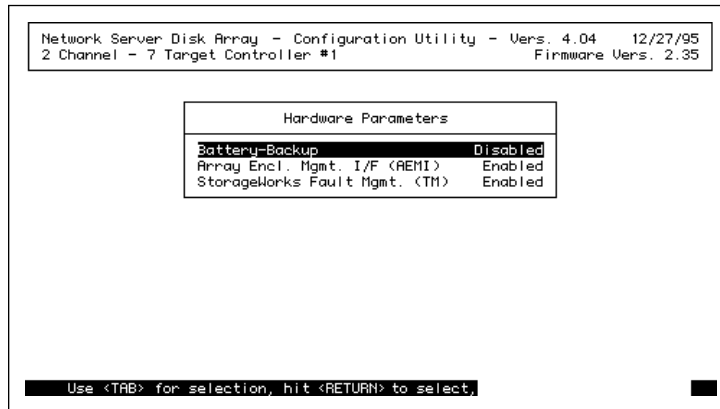 Network Server Disk Array - Configuration Utility - Vers. 4.04 12/27/95
2 Channel - 7 Target Controller #1 Firmware Vers. 2.35
Hardware Parameters
Battery-Backup Disabled
Array Encl. Mgmt. I/F (AEMI) Enabled
StorageWorks Fault Mgmt. (TM) Enabled
Use <TAB> for selection, hit <RETURN> to select,